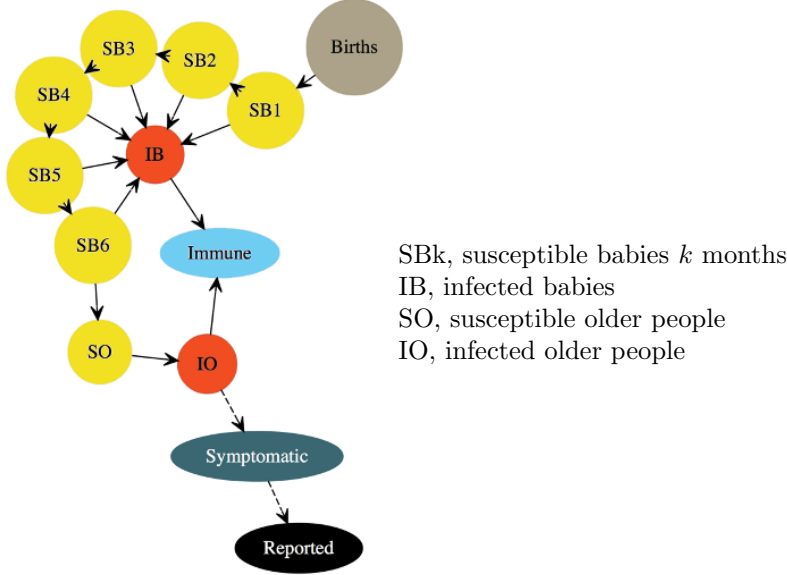 Births
SB3
SB2
SB4
SB1
IB
SB5
SB6
Immune
SBk, susceptible babies k months
IB, infected babies
SO, susceptible older people
IO, infected older people
SO
IO
Symptomatic
Reported